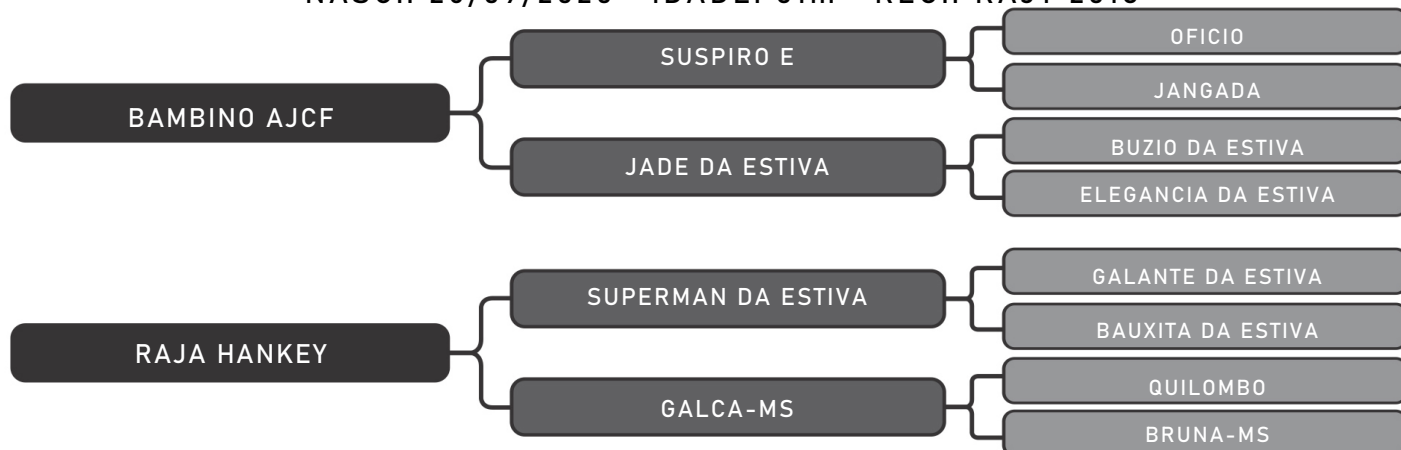 BAMBINO AJCF
SUSPIRO E
OFICIO
JANGADA
JADE DA ESTIVA
BUZIO DA ESTIVA
ELEGANCIA DA ESTIVA
RAJA HANKEY
SUPERMAN DA ESTIVA
GALANTE DA ESTIVA
BAUXITA DA ESTIVA
GALCA-MS
QUILOMBO
BRUNA-MS